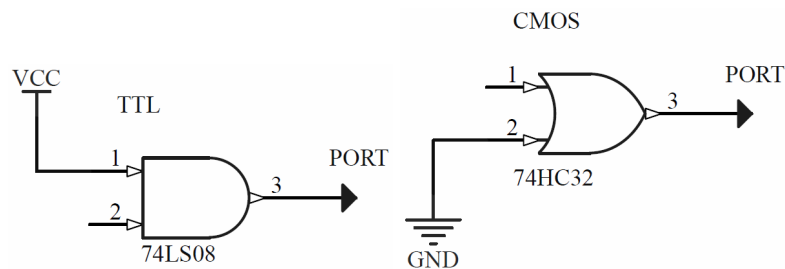 VCC
TTL
1
2
3
PORT
74LS08
CMOS
1
2
3
PORT
74HC32
GND